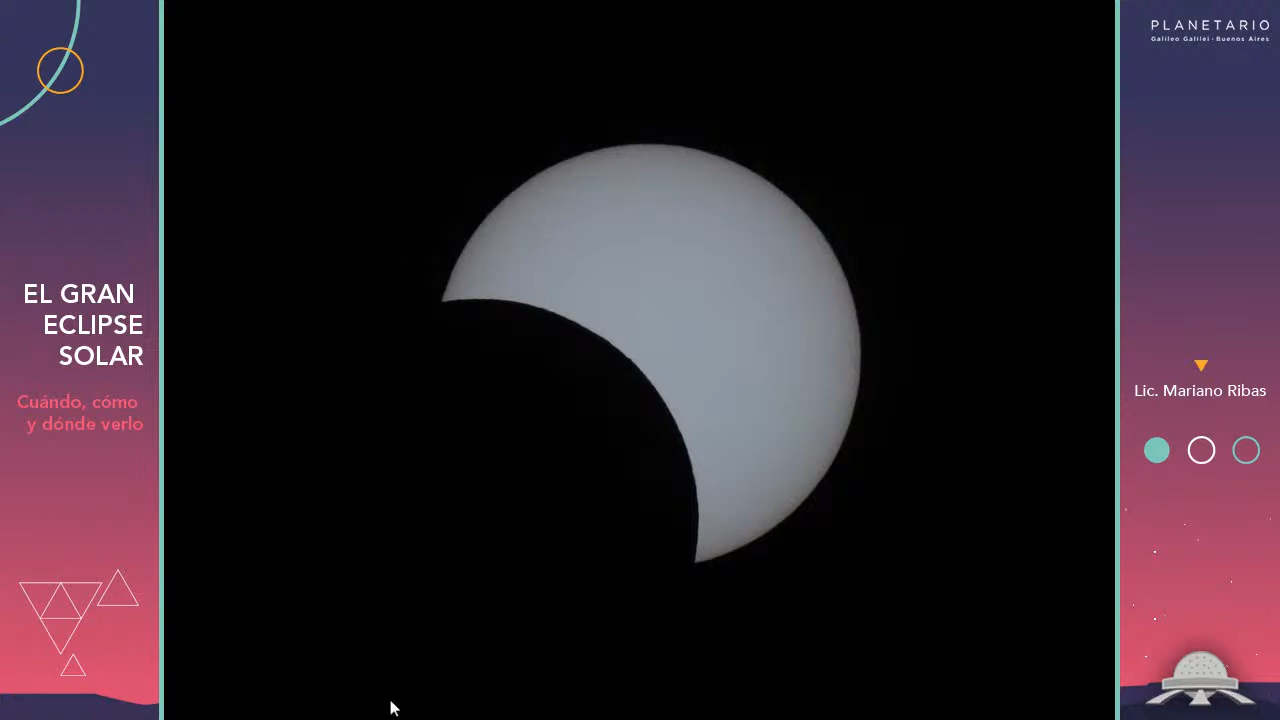 EL GRAN
ECLIPSE
SOLAR
Cuándo, cómo
y dónde verlo
PLANETARIO
Galileo Galilei · Buenos Aires
Lic. Mariano Ribas